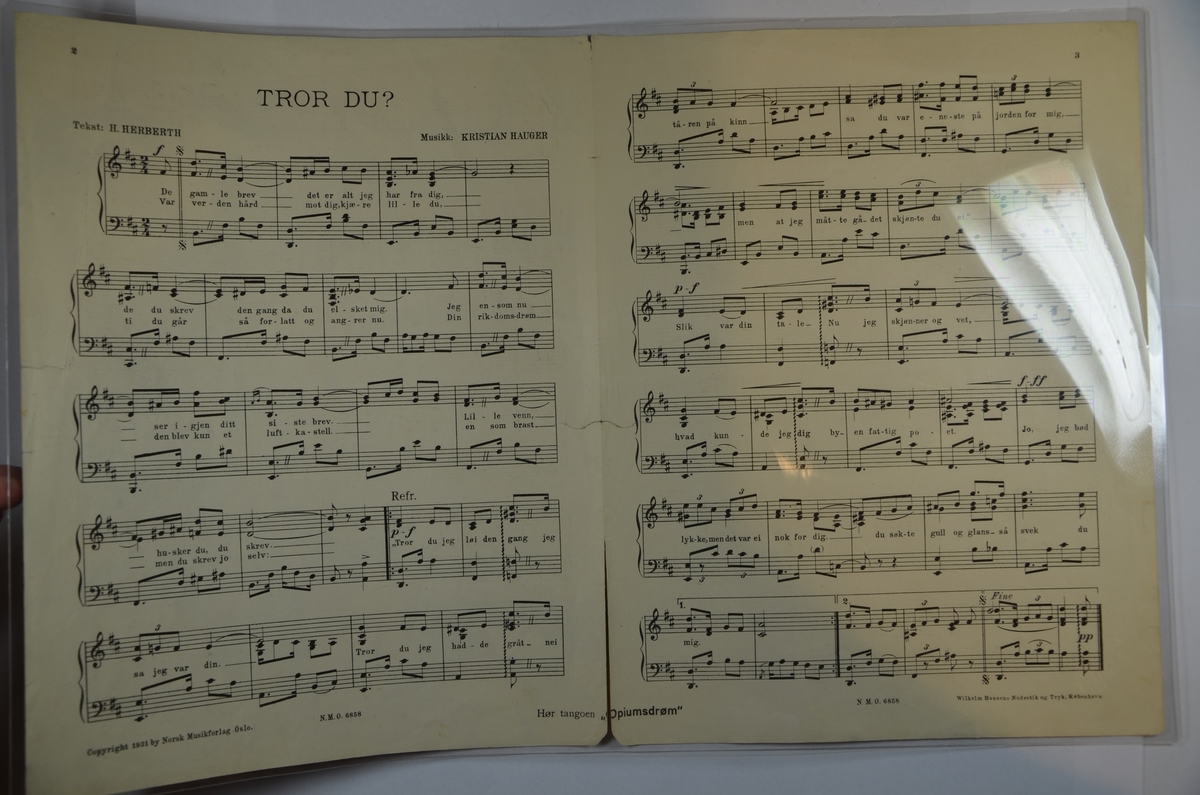 2
TROR DU?
Tekst: H. HERBERTH
Musikk: KRISTIAN HAUGER
f
De gam - le brev det er alt jeg har fra dig,
Var ver - den hård mot dig, kjæ - re lil - le du,
de du skrev den gang da du el - sket mig. Jeg en - som nu
ti du går så for - latt og ang - rer nu. Din rik - doms - drøm
ser i - gjen ditt si - ste brev. Lil - le venn,
den blev kun et luft - ka - stell. en som brast
hu - sker du, du skrev
men du skrev jo selv:
Refr.
p-f
„Tror du jeg løi den gang jeg
sa jeg var din. Tror du jeg had - de gråt - nei
Copyright 1931 by Norsk Musikforlag Oslo.
N.M.O. 6858
Hør tangoen „Opiumsdrøm"
3
tå - ren på kinn sa du var e - ne - ste på jorden for mig,
men at jeg måt - te gå - det skjøn - te du
p-f
Slik var din ta - le. Nu jeg skjøn - ner og vet,
hvad kun - de jeg dig by - en fat - tig po - et. Jo, jeg bød
f-ff
lyk - ke, men det var ei nok for dig. du søk - te gull og glans - så svek du
1.
mig.
2.
Fine
pp
N.M.O. 6858
Wilhelm Hansens Nodestik og Tryk, København